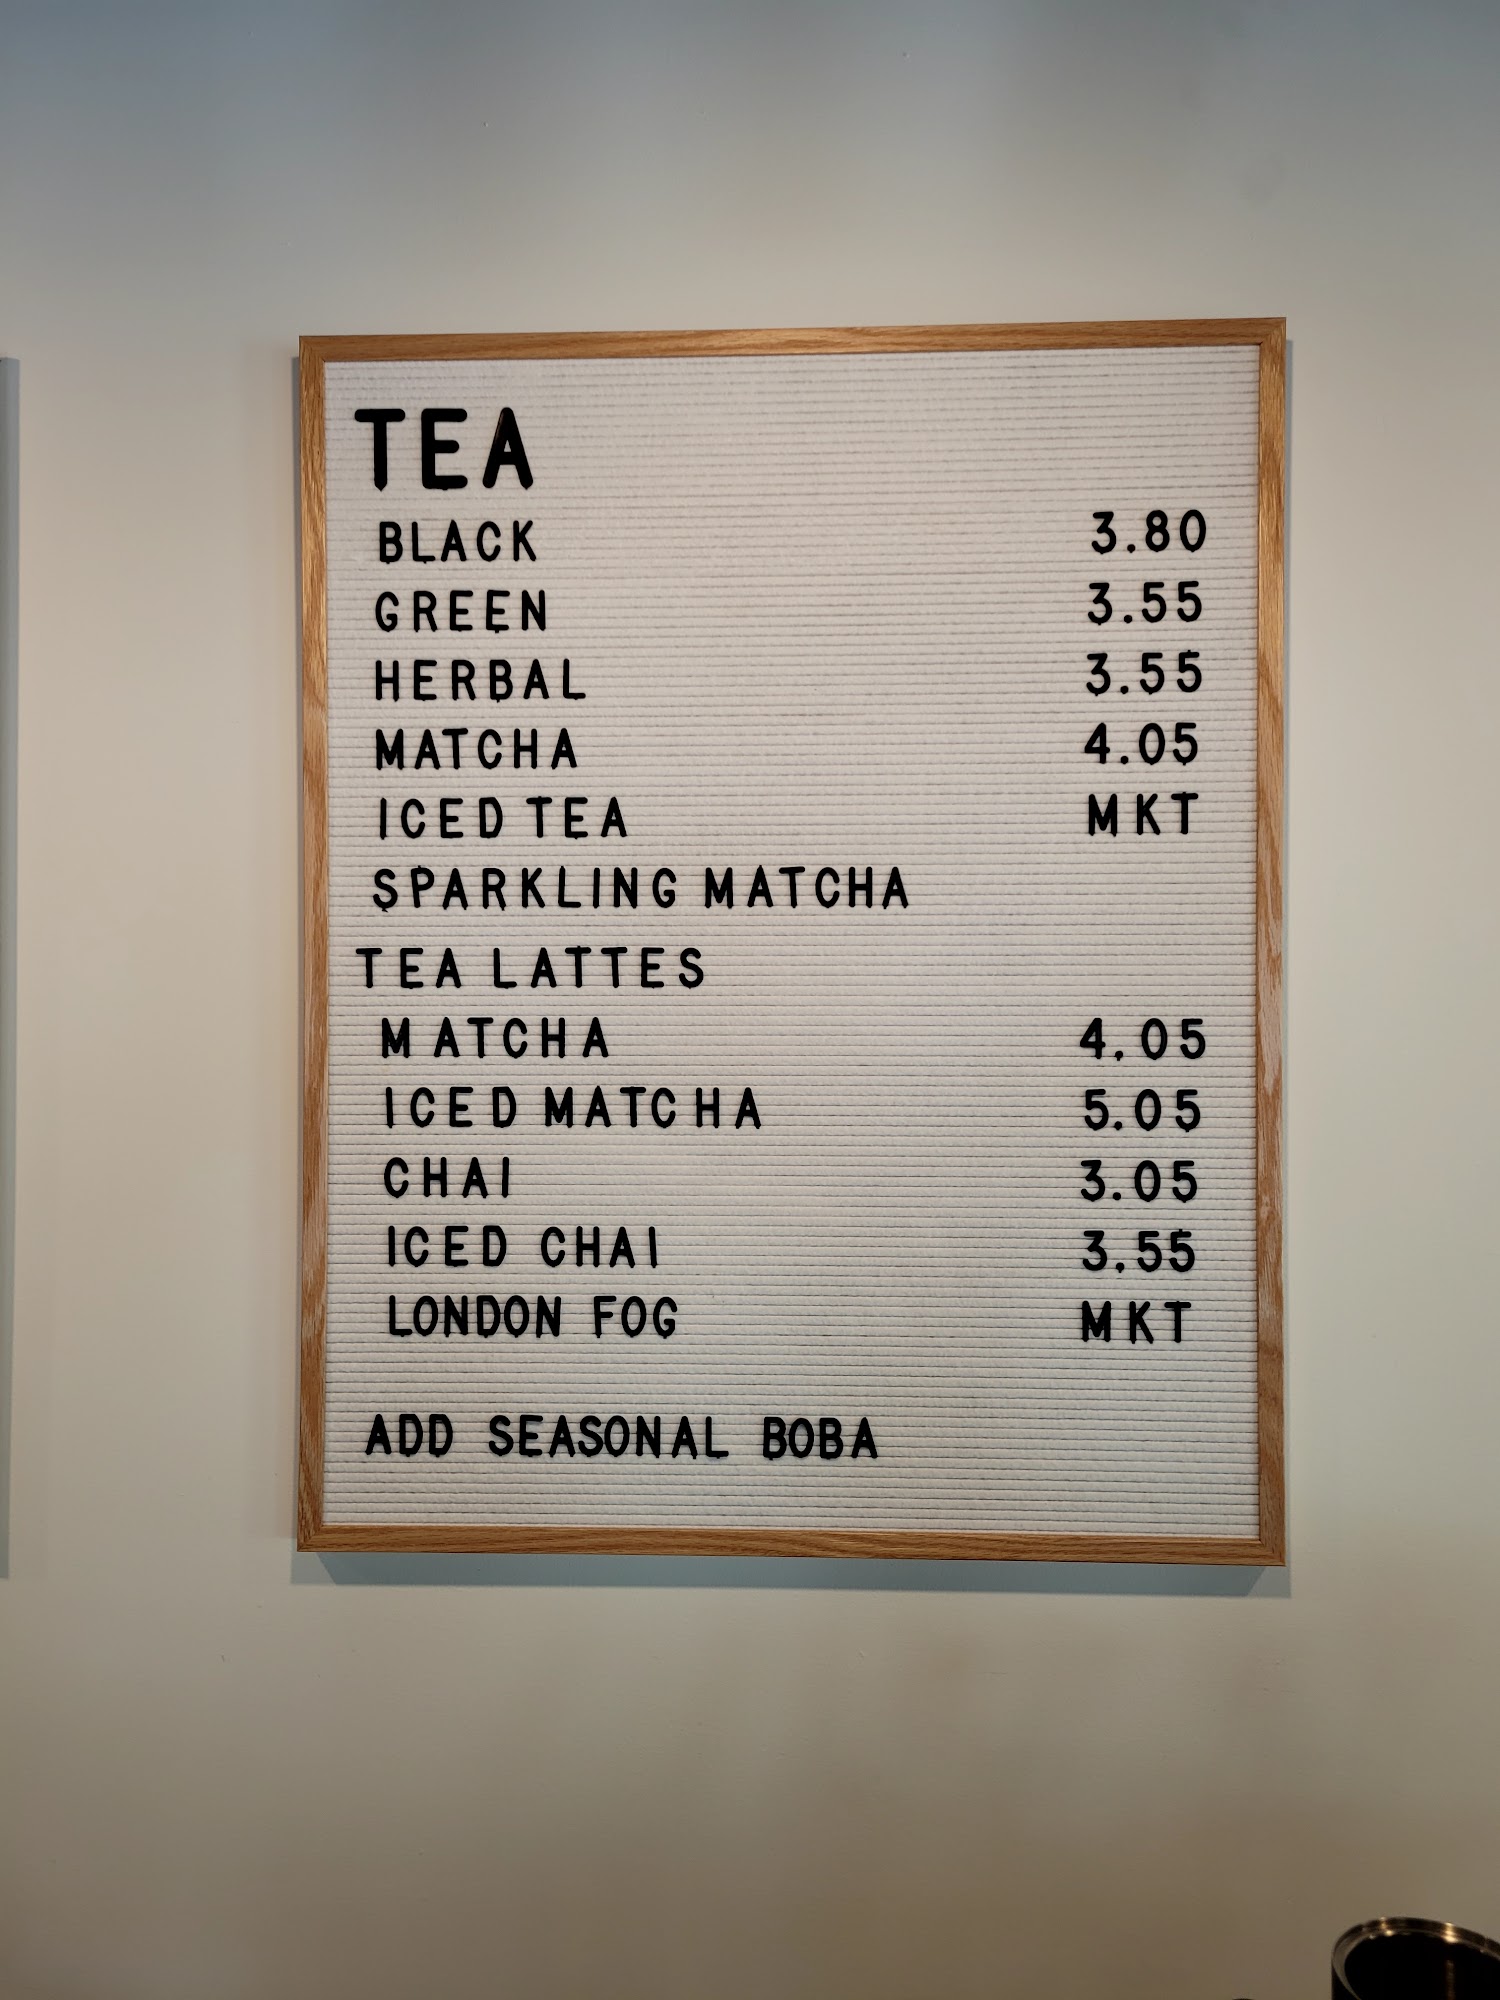 TEA
BLACK 3.80
GREEN 3.55
HERBAL 3.55
MATCHA 4.05
ICED TEA MKT
SPARKLING MATCHA
TEA LATTES
MATCHA 4.05
ICED MATCHA 5.05
CHAI 3.05
ICED CHAI 3.55
LONDON FOG MKT
ADD SEASONAL BOBA